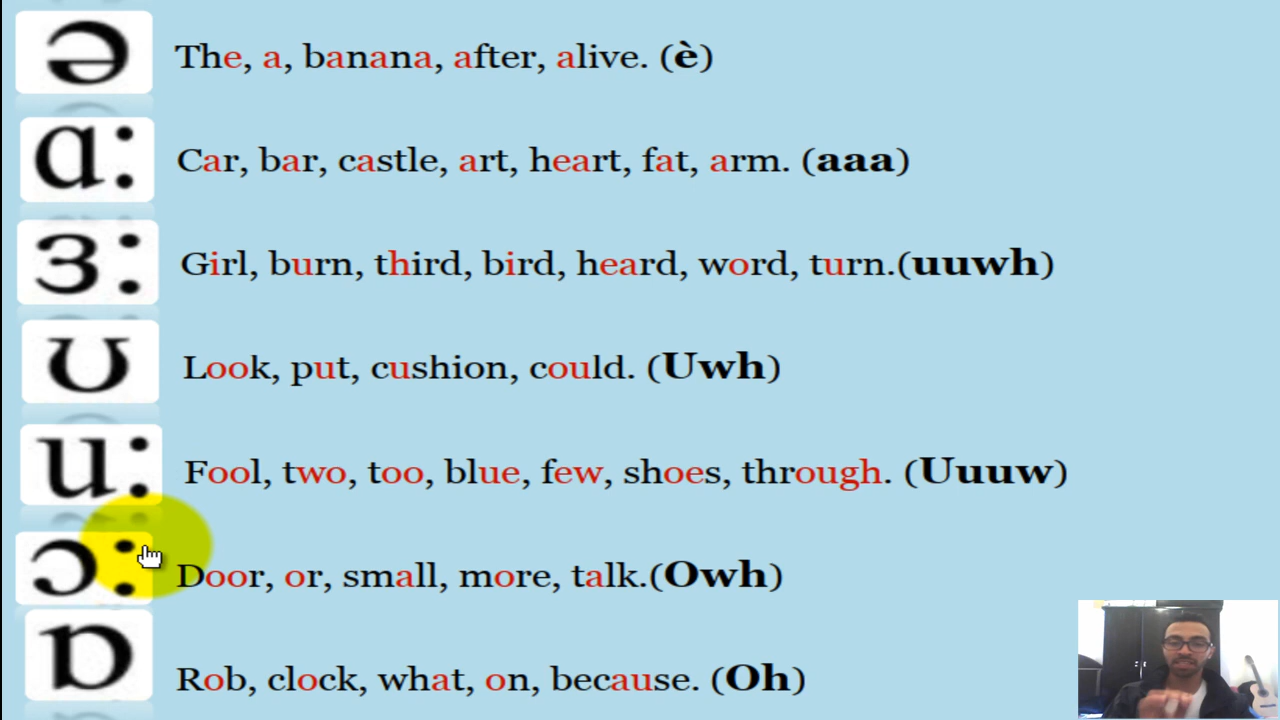 ə The, a, banana, after, alive. (è)
ɑ: Car, bar, castle, art, heart, fat, arm. (aaa)
ɜ: Girl, burn, third, bird, heard, word, turn.(uuwh)
ʊ Look, put, cushion, could. (Uwh)
u: Fool, two, too, blue, few, shoes, through. (Uuuw)
ɔ: Door, or, small, more, talk.(Owh)
ɒ Rob, clock, what, on, because. (Oh)